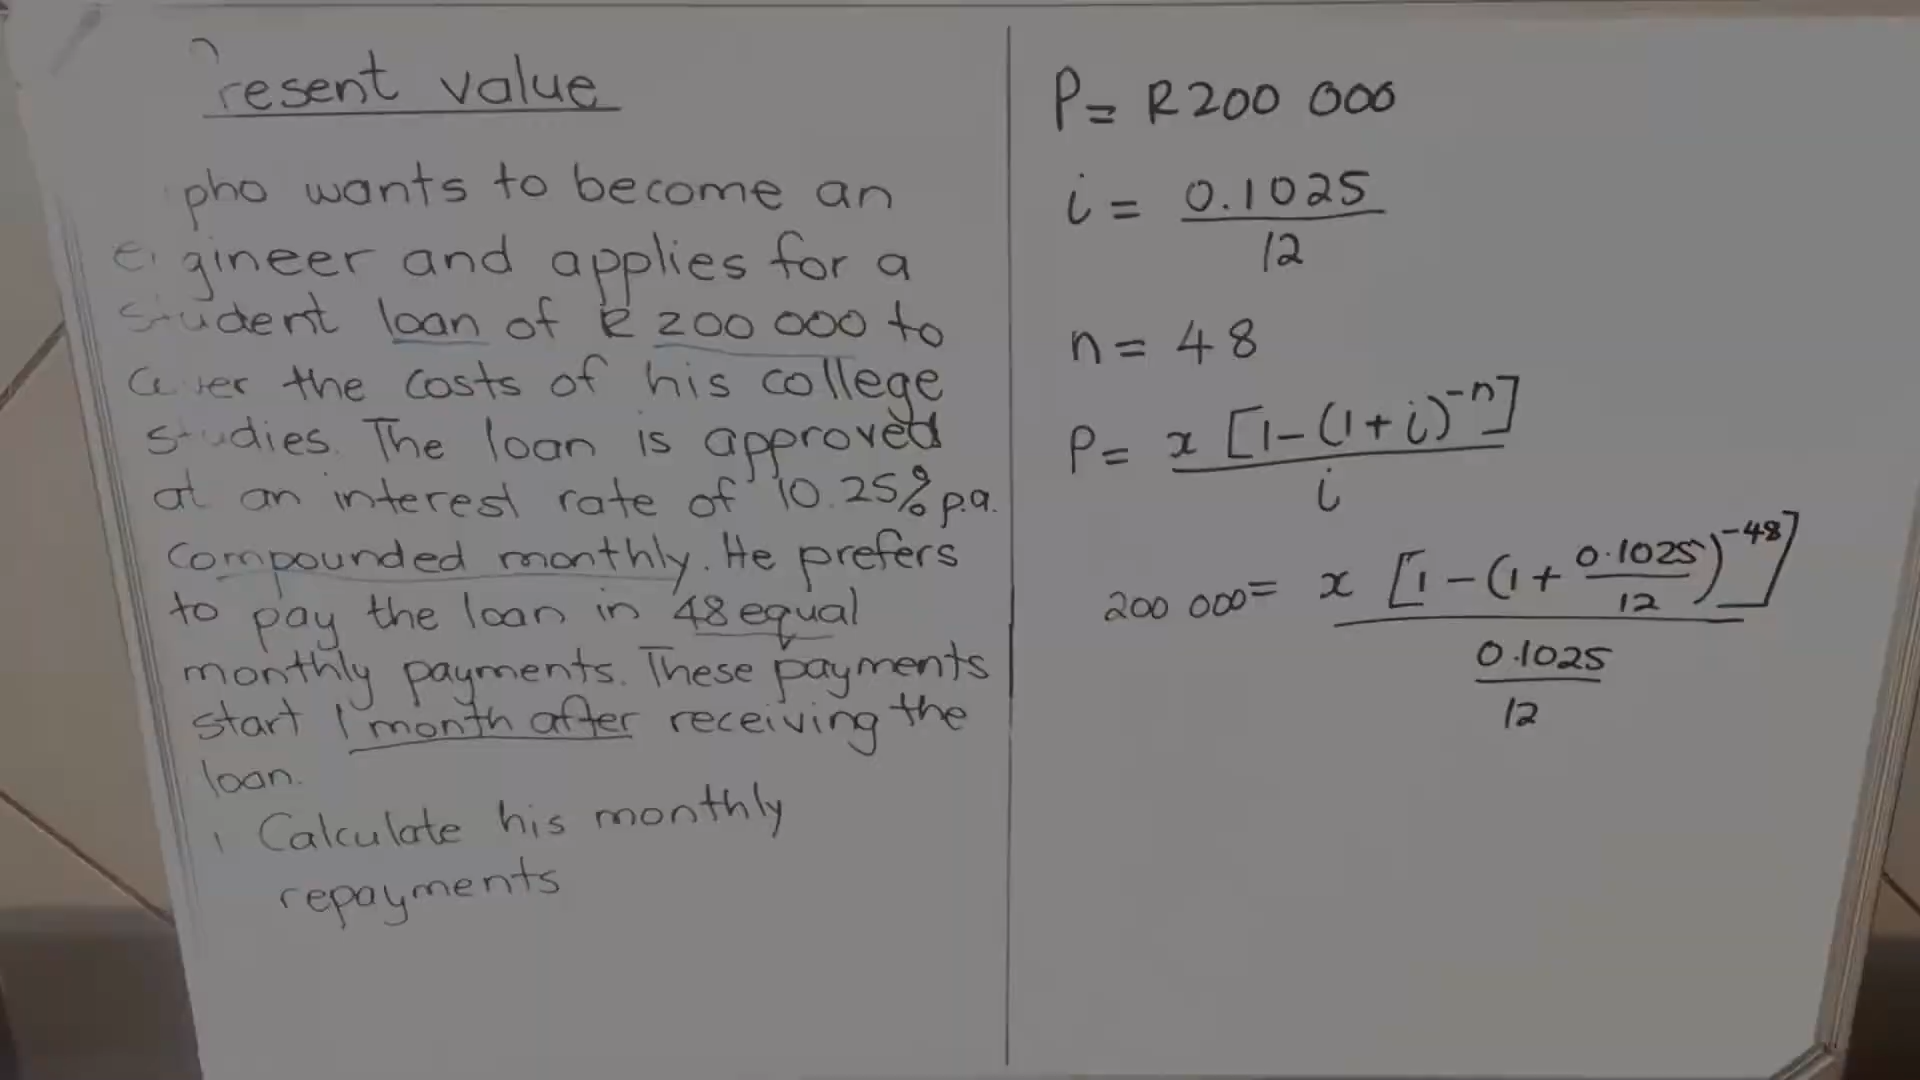 resent value
pho wants to become an
gineer and applies for a
student loan of R200 000 to
the costs of his college
studies. The loan is approved
at an interest rate of 10.25% p.a.
compounded monthly. He prefers
to pay the loan in 48 equal
monthly payments. These payments
start 1 month after receiving the
loan.
Calculate his monthly
repayments
P= R200 000
i = 0.1025/12
n = 48
P= x [1-(1+i)^-n]/i
200 000= x [1-(1+0.1025/12)^-48]/(0.1025/12)